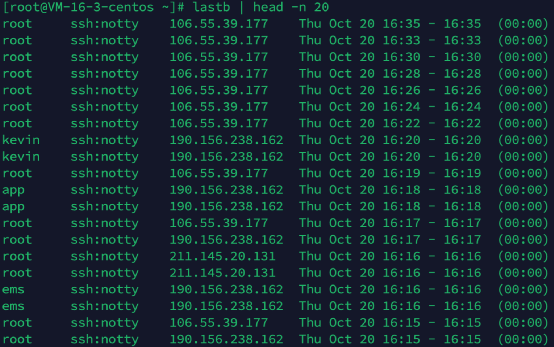 [root@VM-16-3-centos ~]# lastb | head -n 20
root     ssh:notty    106.55.39.177    Thu Oct 20 16:35 - 16:35  (00:00)
root     ssh:notty    106.55.39.177    Thu Oct 20 16:33 - 16:33  (00:00)
root     ssh:notty    106.55.39.177    Thu Oct 20 16:30 - 16:30  (00:00)
root     ssh:notty    106.55.39.177    Thu Oct 20 16:28 - 16:28  (00:00)
root     ssh:notty    106.55.39.177    Thu Oct 20 16:26 - 16:26  (00:00)
root     ssh:notty    106.55.39.177    Thu Oct 20 16:24 - 16:24  (00:00)
root     ssh:notty    106.55.39.177    Thu Oct 20 16:22 - 16:22  (00:00)
kevin    ssh:notty    190.156.238.162  Thu Oct 20 16:20 - 16:20  (00:00)
kevin    ssh:notty    190.156.238.162  Thu Oct 20 16:20 - 16:20  (00:00)
root     ssh:notty    106.55.39.177    Thu Oct 20 16:19 - 16:19  (00:00)
app      ssh:notty    190.156.238.162  Thu Oct 20 16:18 - 16:18  (00:00)
app      ssh:notty    190.156.238.162  Thu Oct 20 16:18 - 16:18  (00:00)
root     ssh:notty    106.55.39.177    Thu Oct 20 16:17 - 16:17  (00:00)
root     ssh:notty    190.156.238.162  Thu Oct 20 16:17 - 16:17  (00:00)
root     ssh:notty    211.145.20.131   Thu Oct 20 16:16 - 16:16  (00:00)
root     ssh:notty    211.145.20.131   Thu Oct 20 16:16 - 16:16  (00:00)
ems      ssh:notty    190.156.238.162  Thu Oct 20 16:16 - 16:16  (00:00)
ems      ssh:notty    190.156.238.162  Thu Oct 20 16:16 - 16:16  (00:00)
root     ssh:notty    106.55.39.177    Thu Oct 20 16:15 - 16:15  (00:00)
root     ssh:notty    190.156.238.162  Thu Oct 20 16:15 - 16:15  (00:00)